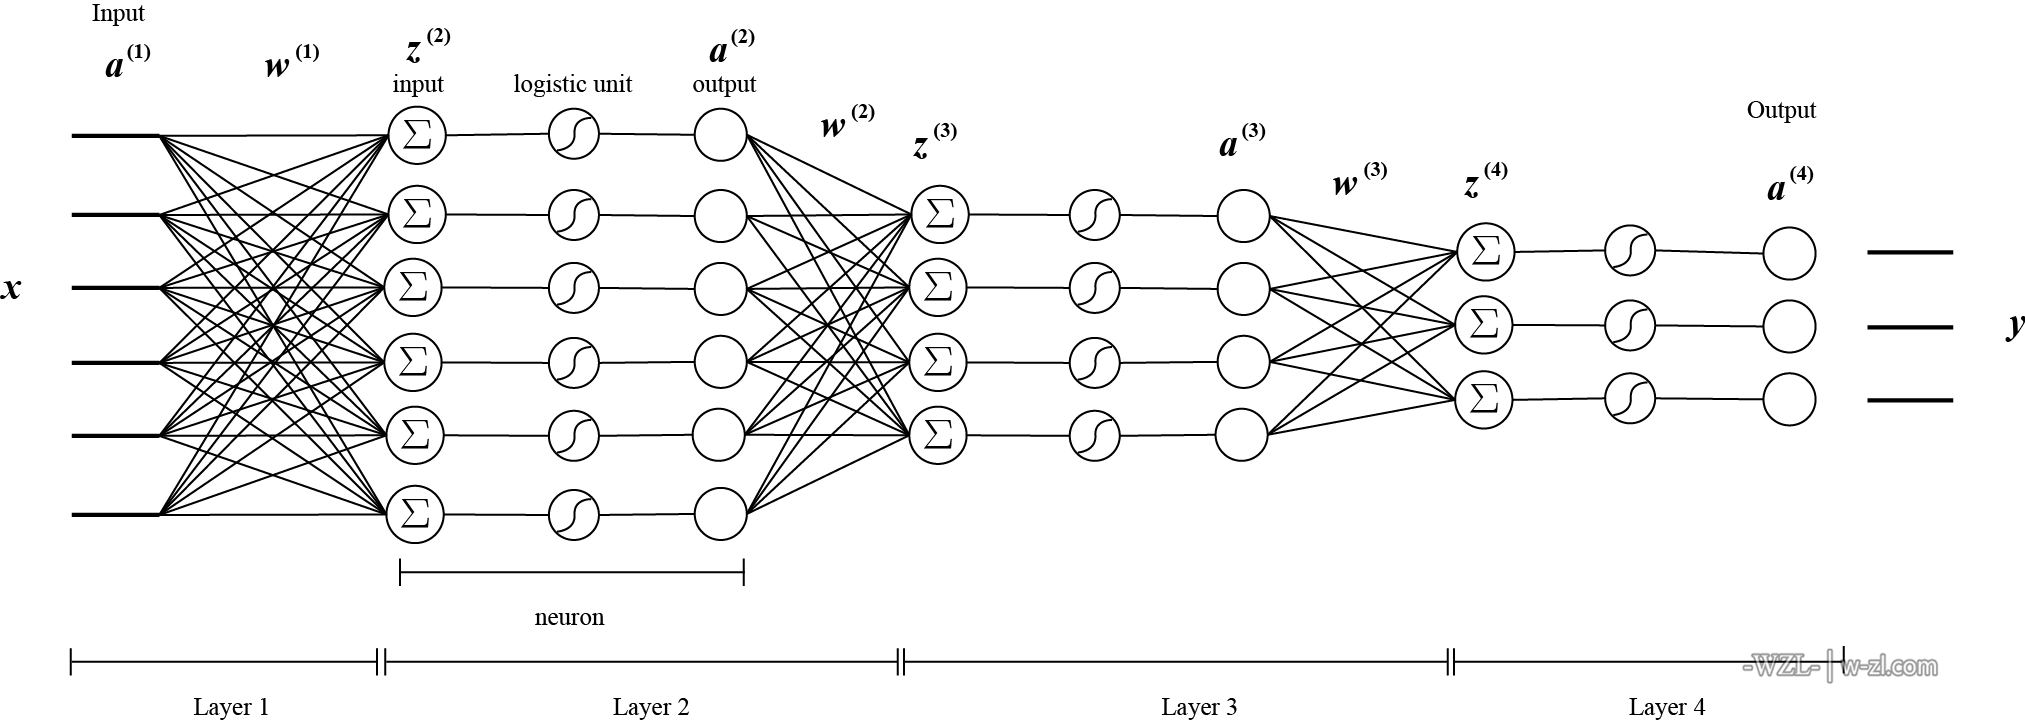 Input
a(1)
w(1)
z(2)
input
logistic unit
a(2)
output
w(2)
z(3)
a(3)
w(3)
z(4)
Output
a(4)
x
y
Σ
Σ
Σ
Σ
Σ
Σ
Σ
Σ
Σ
Σ
Σ
Σ
Σ
neuron
Layer 1
Layer 2
Layer 3
Layer 4
-WZL- | w-zl.com